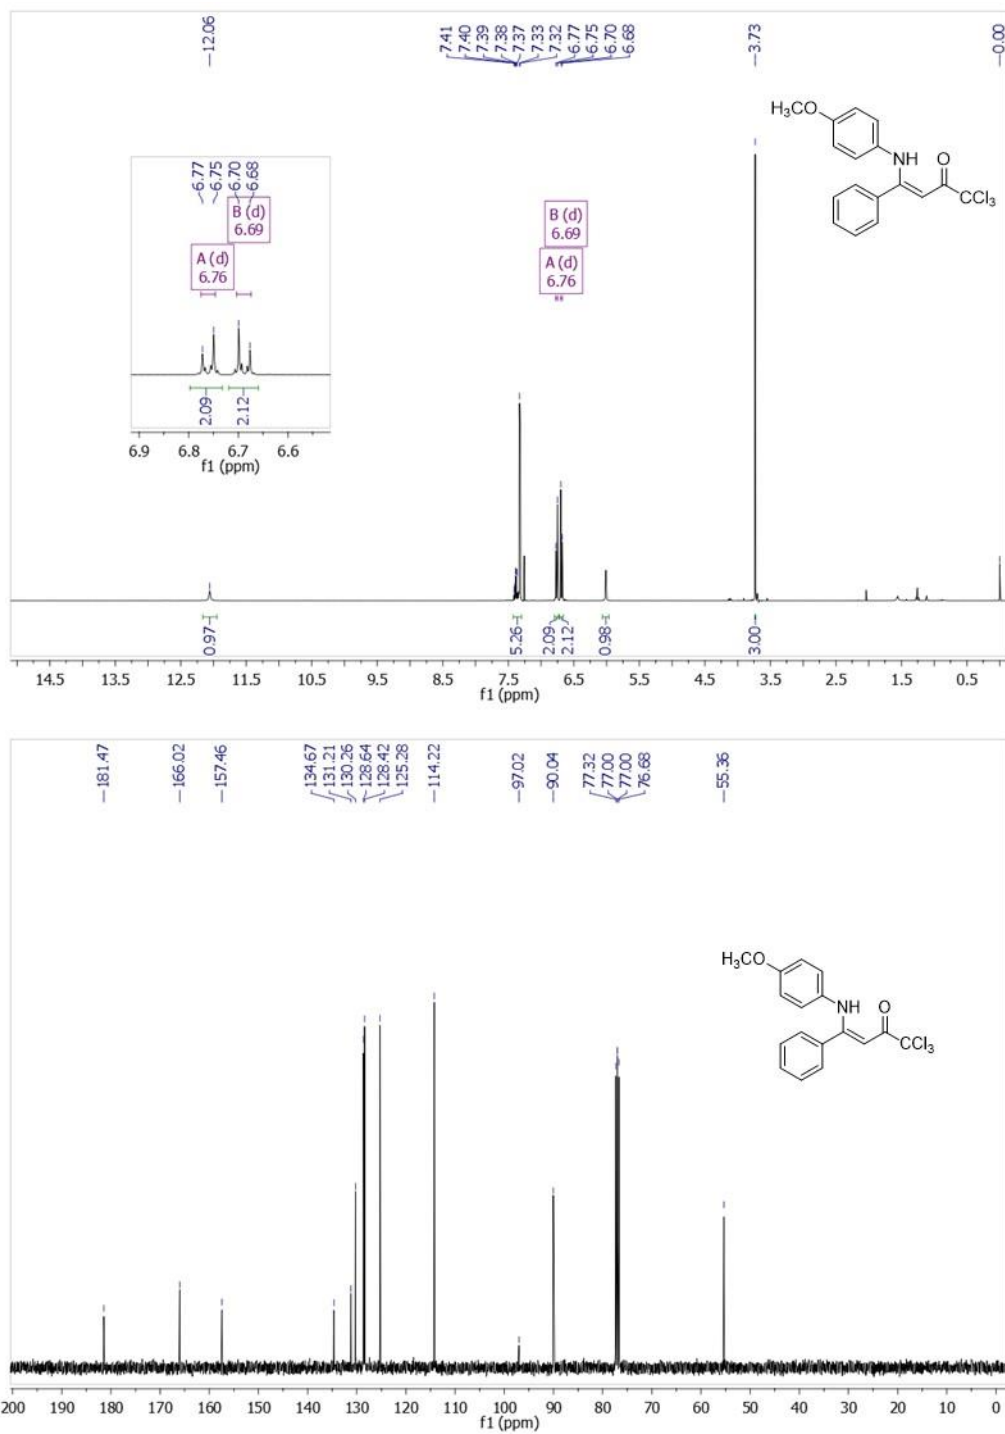 12.06
7.41
7.40
7.39
7.38
7.37
7.33
7.32
6.77
6.75
6.70
6.68
3.73
0.00
H₃CO
NH
O
CCl₃
6.77
6.75
6.70
6.68
B (d)
6.69
A (d)
6.76
2.09
2.12
6.9 6.8 6.7 6.6
f1 (ppm)
B (d)
6.69
A (d)
6.76
0.97
5.26
2.09
2.12
0.98
3.00
14.5 13.5 12.5 11.5 10.5 9.5 8.5 7.5 6.5 5.5 4.5 3.5 2.5 1.5 0.5
f1 (ppm)
181.47
166.02
157.46
134.67
131.21
130.26
128.64
128.42
125.28
114.22
97.02
90.04
77.32
77.00
77.00
76.68
55.36
H₃CO
NH
O
CCl₃
200 190 180 170 160 150 140 130 120 110 100 90 80 70 60 50 40 30 20 10 0
f1 (ppm)